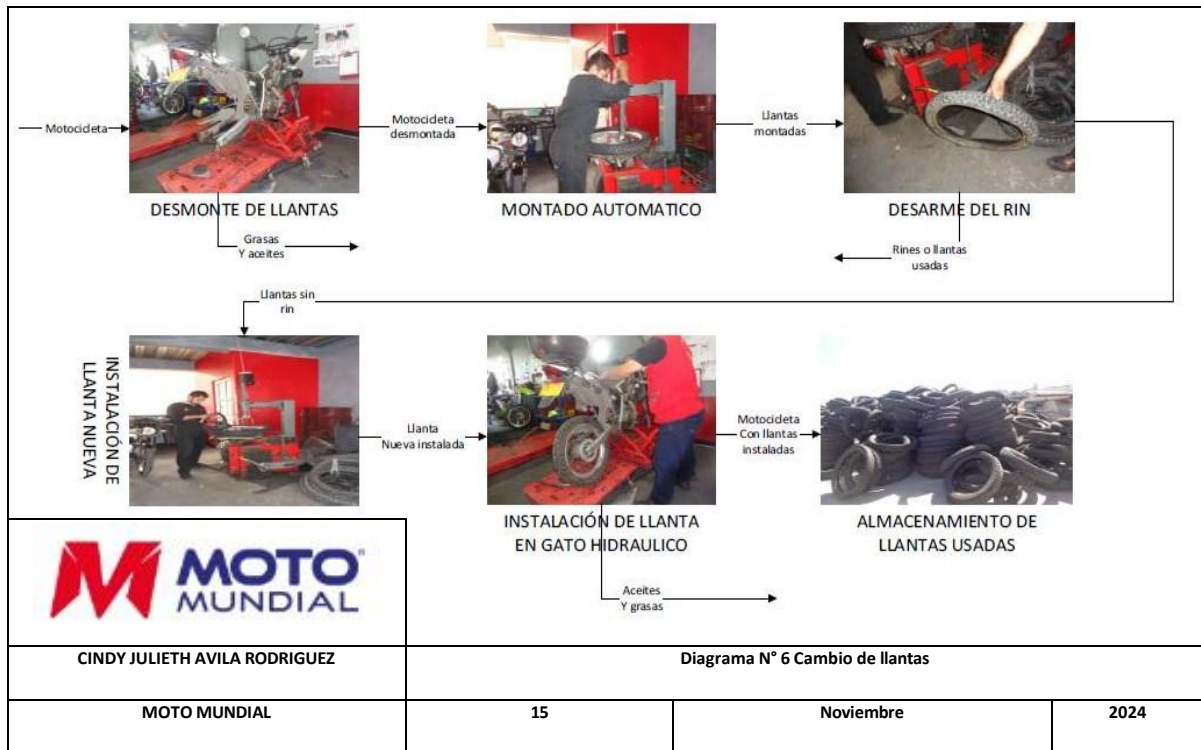 Motocicleta
DESMONTE DE LLANTAS
Grasas
Y aceites
Motocicleta
desmontada
MONTADO AUTOMATICO
Llantas
montadas
DESARME DEL RIN
Rines o llantas
usadas
Llantas sin
rin
INSTALACIÓN DE
LLANTA NUEVA
Llanta
Nueva instalada
INSTALACIÓN DE LLANTA
EN GATO HIDRAULICO
Aceites
Y grasas
Motocicleta
Con llantas
instaladas
ALMACENAMIENTO DE
LLANTAS USADAS
MOTO
MUNDIAL
CINDY JULIETH AVILA RODRIGUEZ
Diagrama N° 6 Cambio de llantas
MOTO MUNDIAL
15
Noviembre
2024